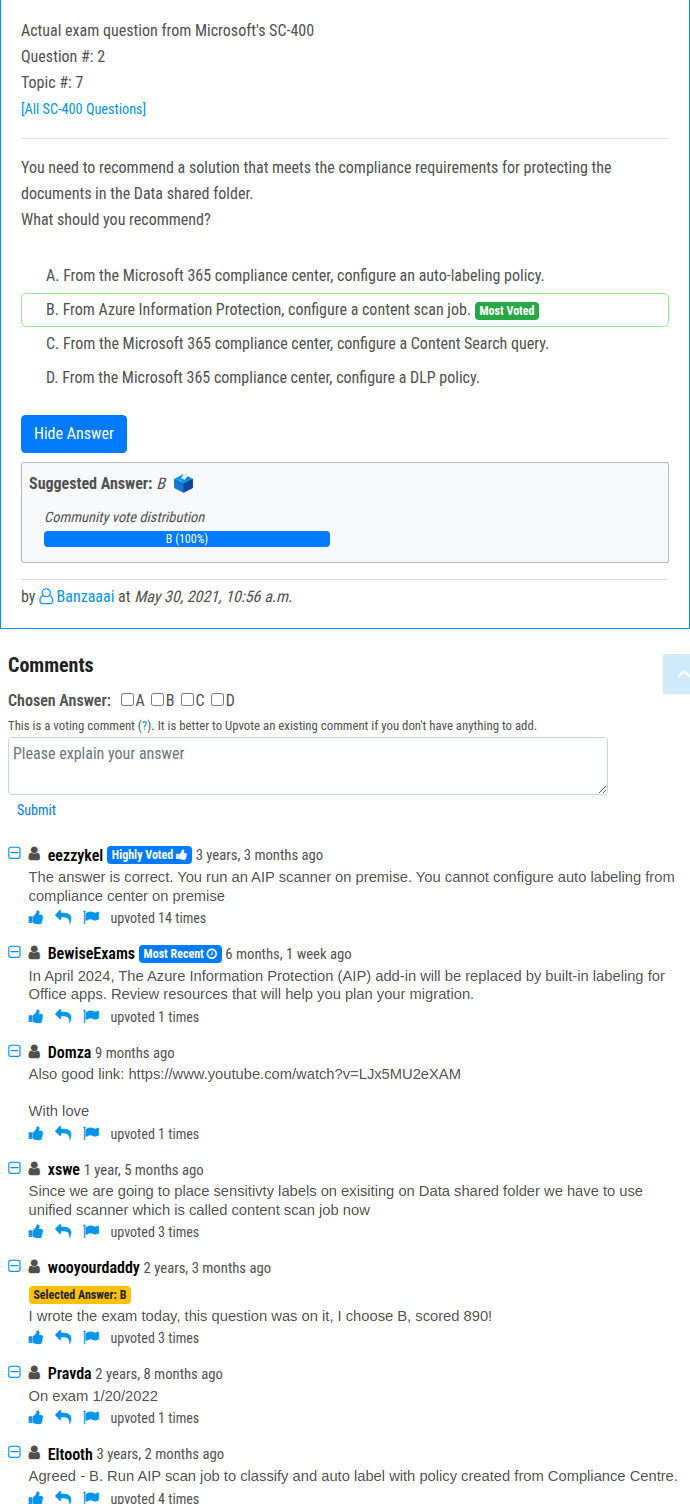 Actual exam question from Microsoft's SC-400
Question #: 2
Topic #: 7
[All SC-400 Questions]
You need to recommend a solution that meets the compliance requirements for protecting the
documents in the Data shared folder.
What should you recommend?
A. From the Microsoft 365 compliance center, configure an auto-labeling policy.
B. From Azure Information Protection, configure a content scan job. Most Voted
C. From the Microsoft 365 compliance center, configure a Content Search query.
D. From the Microsoft 365 compliance center, configure a DLP policy.
Hide Answer
Suggested Answer: B
Community vote distribution
B (100%)
by Banzaaai at May 30, 2021, 10:56 a.m.
Comments
Chosen Answer: A B C D
This is a voting comment (?). It is better to Upvote an existing comment if you don't have anything to add.
Please explain your answer
Submit
eezzykel Highly Voted 3 years, 3 months ago
The answer is correct. You run an AIP scanner on premise. You cannot configure auto labeling from
compliance center on premise
upvoted 14 times
BewiseExams Most Recent 6 months, 1 week ago
In April 2024, The Azure Information Protection (AIP) add-in will be replaced by built-in labeling for
Office apps. Review resources that will help you plan your migration.
upvoted 1 times
Domza 9 months ago
Also good link: https://www.youtube.com/watch?v=LJx5MU2eXAM
With love
upvoted 1 times
xswe 1 year, 5 months ago
Since we are going to place sensitivty labels on exisiting on Data shared folder we have to use
unified scanner which is called content scan job now
upvoted 3 times
wooyourdaddy 2 years, 3 months ago
Selected Answer: B
I wrote the exam today, this question was on it, I choose B, scored 890!
upvoted 3 times
Pravda 2 years, 8 months ago
On exam 1/20/2022
upvoted 1 times
Eltooth 3 years, 2 months ago
Agreed - B. Run AIP scan job to classify and auto label with policy created from Compliance Centre.
upvoted 4 times